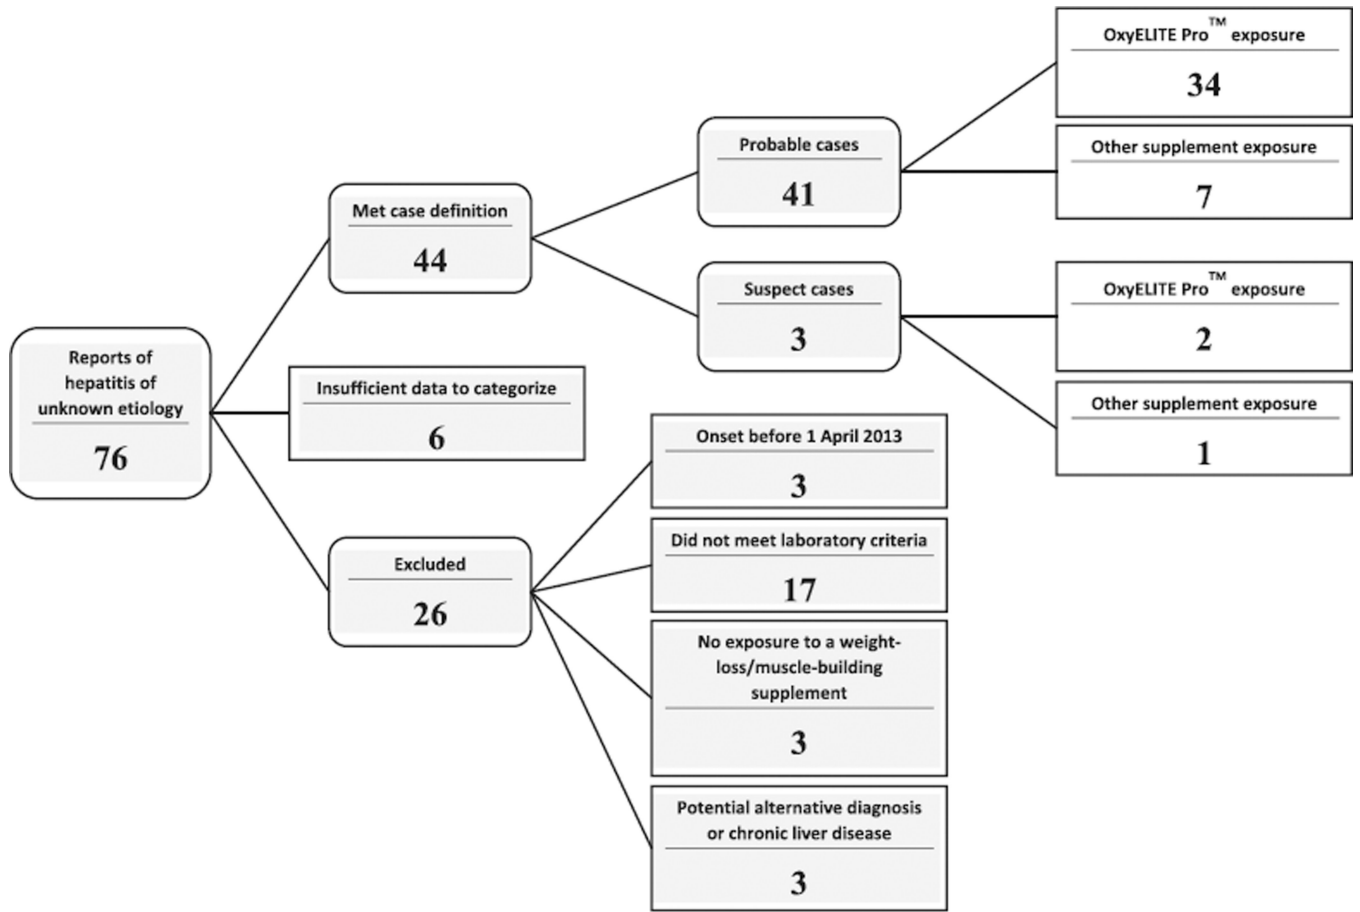 Reports of
hepatitis of
unknown etiology
76
Met case definition
44
Insufficient data to categorize
6
Excluded
26
Probable cases
41
Suspect cases
3
OxyELITE Pro™ exposure
34
Other supplement exposure
7
OxyELITE Pro™ exposure
2
Other supplement exposure
1
Onset before 1 April 2013
3
Did not meet laboratory criteria
17
No exposure to a weight-
loss/muscle-building
supplement
3
Potential alternative diagnosis
or chronic liver disease
3